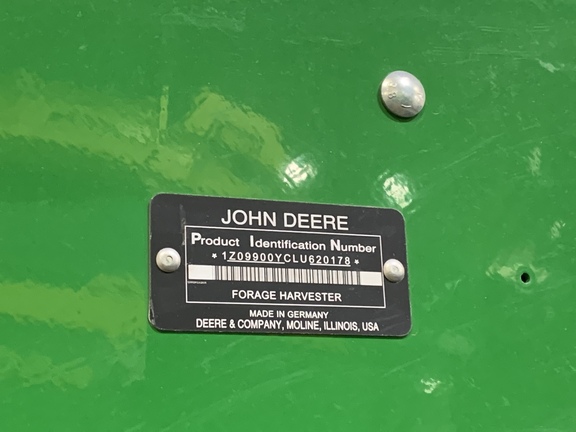 JOHN DEERE
Product Identification Number
*1Z09900YCLU620178*
FORAGE HARVESTER
MADE IN GERMANY
DEERE & COMPANY, MOLINE, ILLINOIS, USA